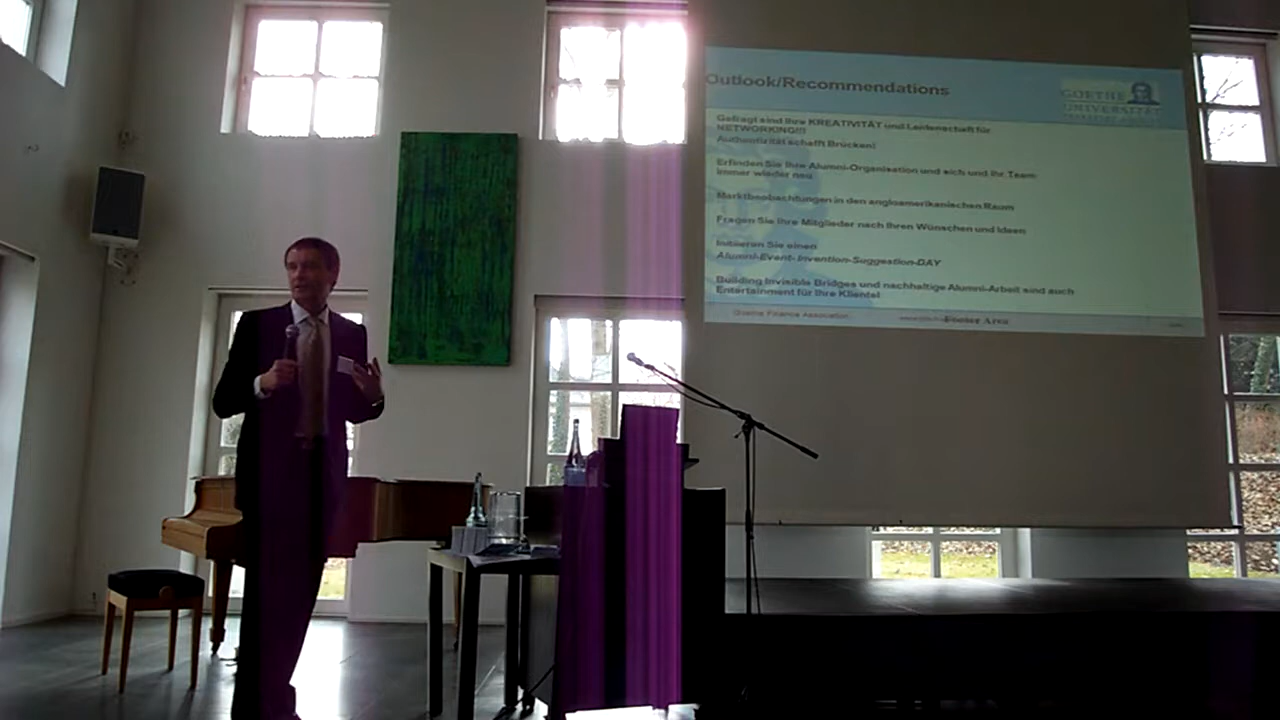 Outlook/Recommendations
GOETHE
UNIVERSITÄT
Gefragt sind Ihre KREATIVITÄT und Leidenschaft für
NETWORKING!!!
Authentizität schafft Brücken!
Erfinden Sie Ihre Alumni-Organisation und sich und Ihr Team
immer wieder neu
Marktbeobachtungen in den angloamerikanischen Raum
Fragen Sie Ihre Mitglieder nach Ihren Wünschen und Ideen
Initiieren Sie einen
Alumni-Event- Invention-Suggestion-DAY
Building Invisible Bridges und nachhaltige Alumni-Arbeit sind auch
Entertainment für Ihre Klientel
Goethe Finance Association
Footer Area